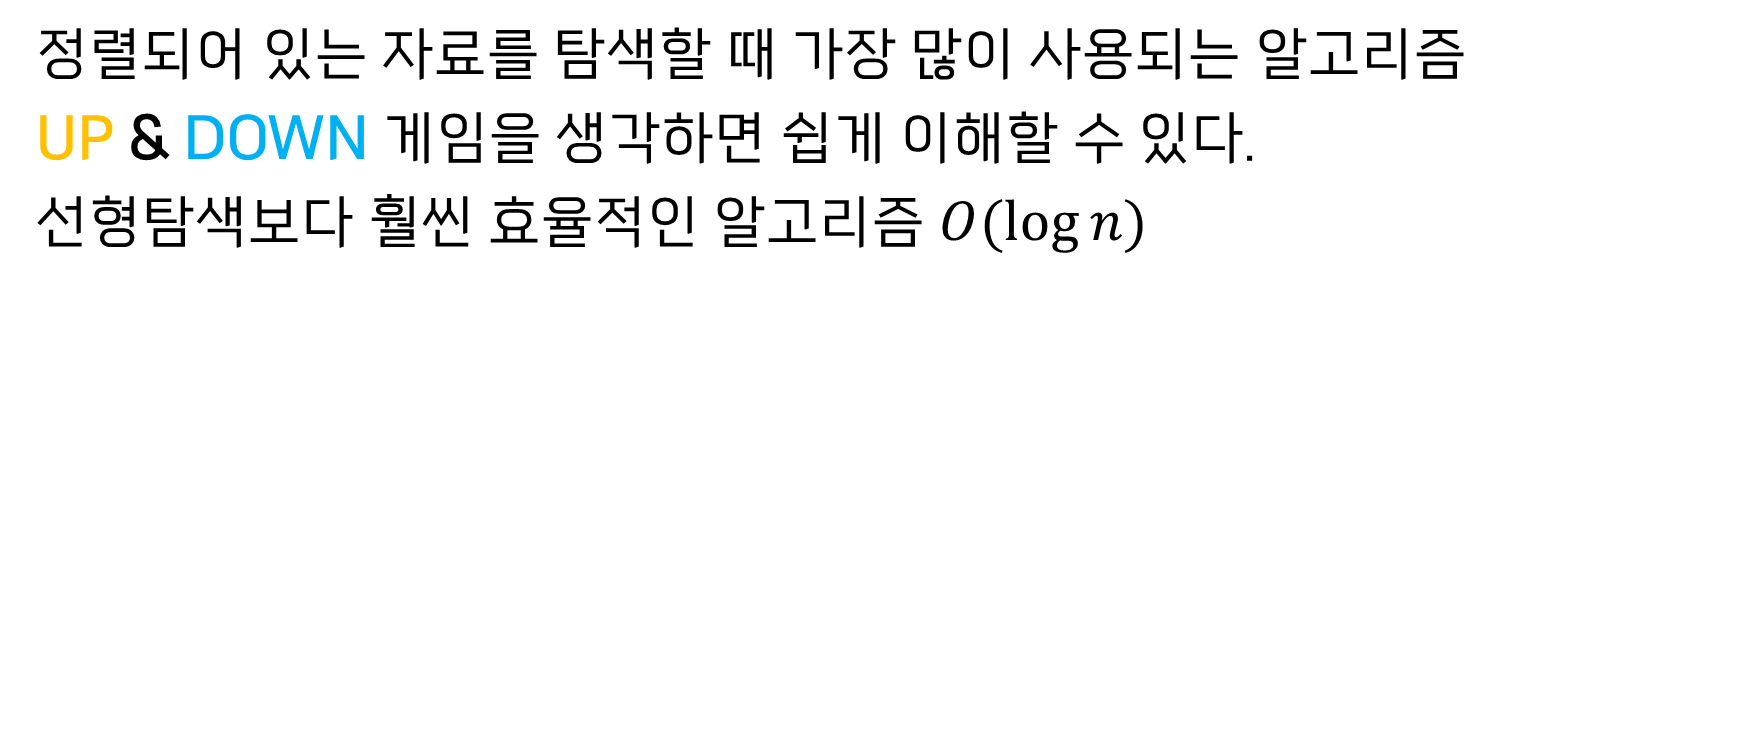 정렬되어 있는 자료를 탐색할 때 가장 많이 사용되는 알고리즘
UP & DOWN 게임을 생각하면 쉽게 이해할 수 있다.
선형탐색보다 훨씬 효율적인 알고리즘 O(log n)